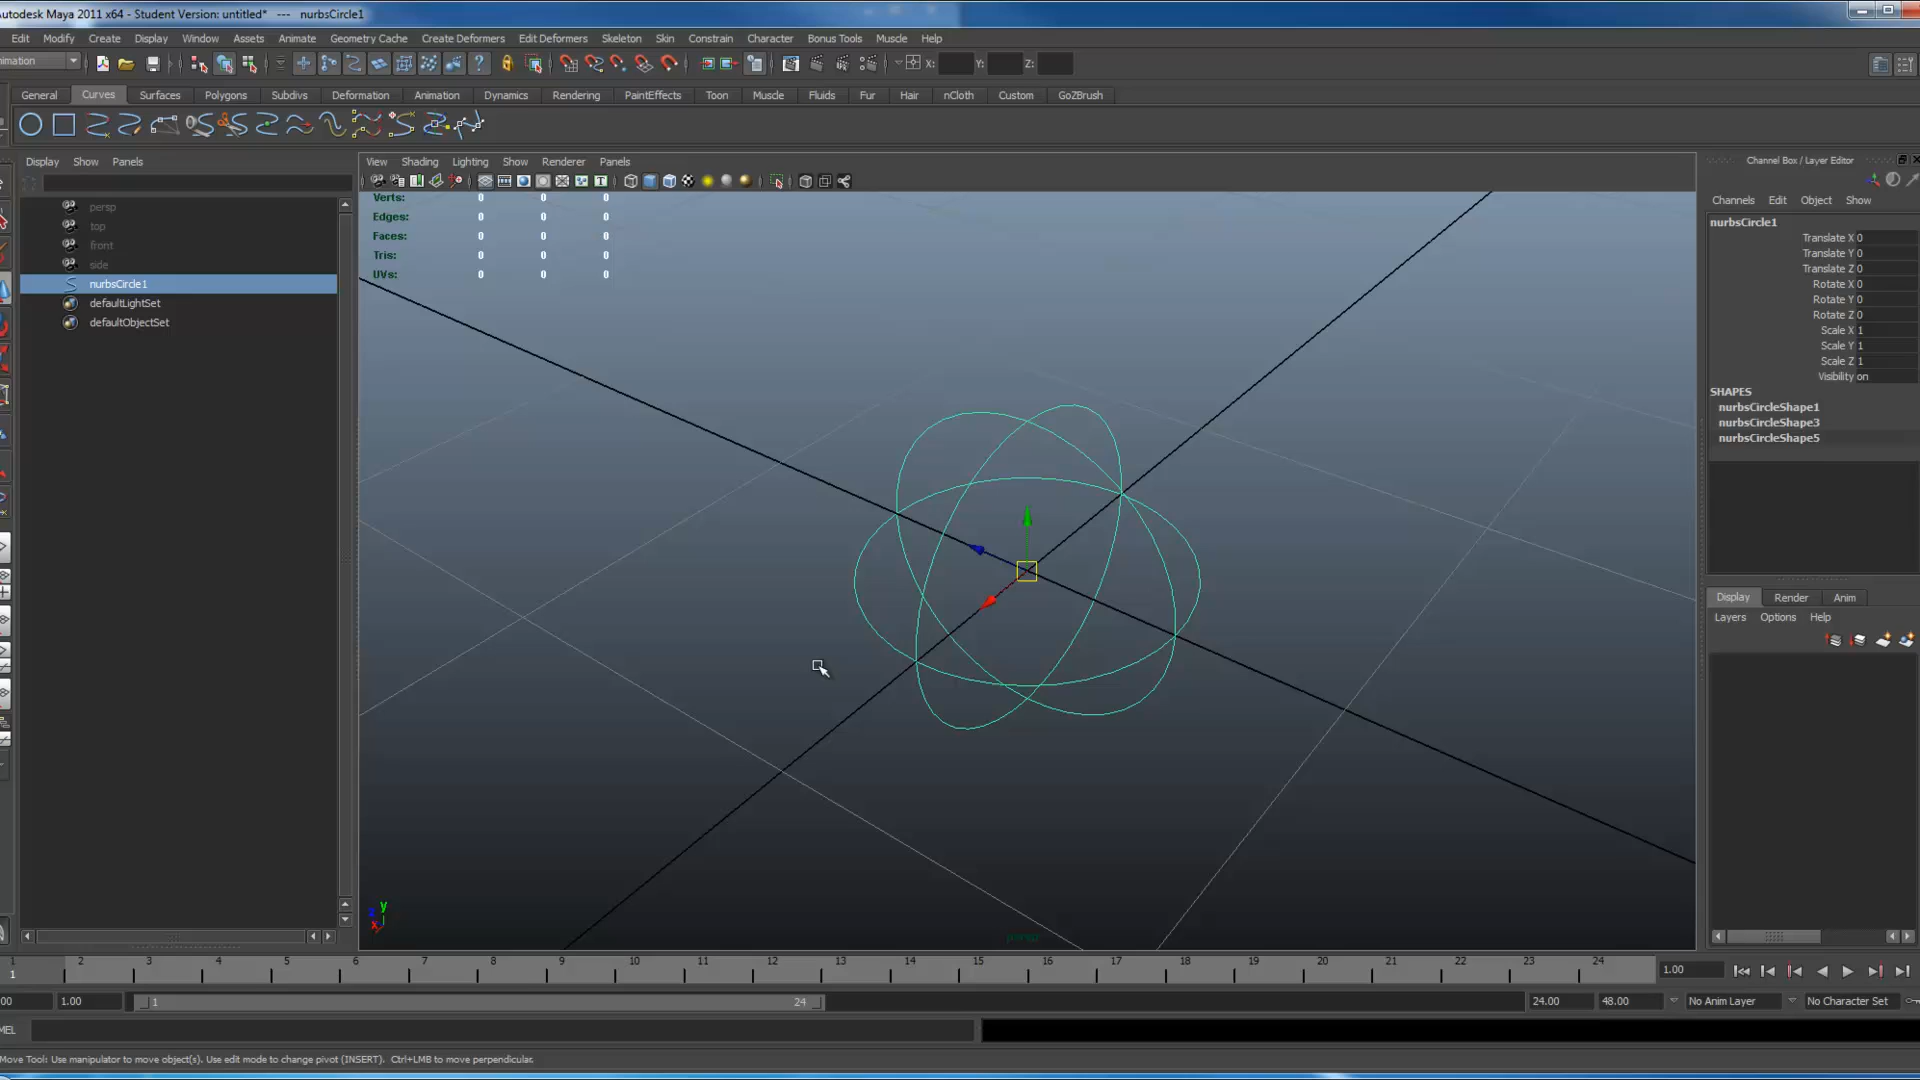 Autodesk Maya 2011 x64 - Student Version: untitled* --- nurbsCircle1
Edit Modify Create Display Window Assets Animate Geometry Cache Create Deformers Edit Deformers Skeleton Skin Constrain Character Bonus Tools Muscle Help
nimation X: Y: Z:
General Curves Surfaces Polygons Subdivs Deformation Animation Dynamics Rendering PaintEffects Toon Muscle Fluids Fur Hair nCloth Custom GoZBrush
Display Show Panels
persp
top
front
side
nurbsCircle1
defaultLightSet
defaultObjectSet
View Shading Lighting Show Renderer Panels
Verts: 0 0 0
Edges: 0 0 0
Faces: 0 0 0
Tris: 0 0 0
UVs: 0 0 0
y
z
x
persp
Channel Box / Layer Editor
Channels Edit Object Show
nurbsCircle1
Translate X 0
Translate Y 0
Translate Z 0
Rotate X 0
Rotate Y 0
Rotate Z 0
Scale X 1
Scale Y 1
Scale Z 1
Visibility on
SHAPES
nurbsCircleShape1
nurbsCircleShape3
nurbsCircleShape5
Display Render Anim
Layers Options Help
1 2 3 4 5 6 7 8 9 10 11 12 13 14 15 16 17 18 19 20 21 22 23 24
1 1.00
00 1.00 1 24 24.00 48.00 No Anim Layer No Character Set
MEL
Move Tool: Use manipulator to move object(s). Use edit mode to change pivot (INSERT). Ctrl+LMB to move perpendicular.